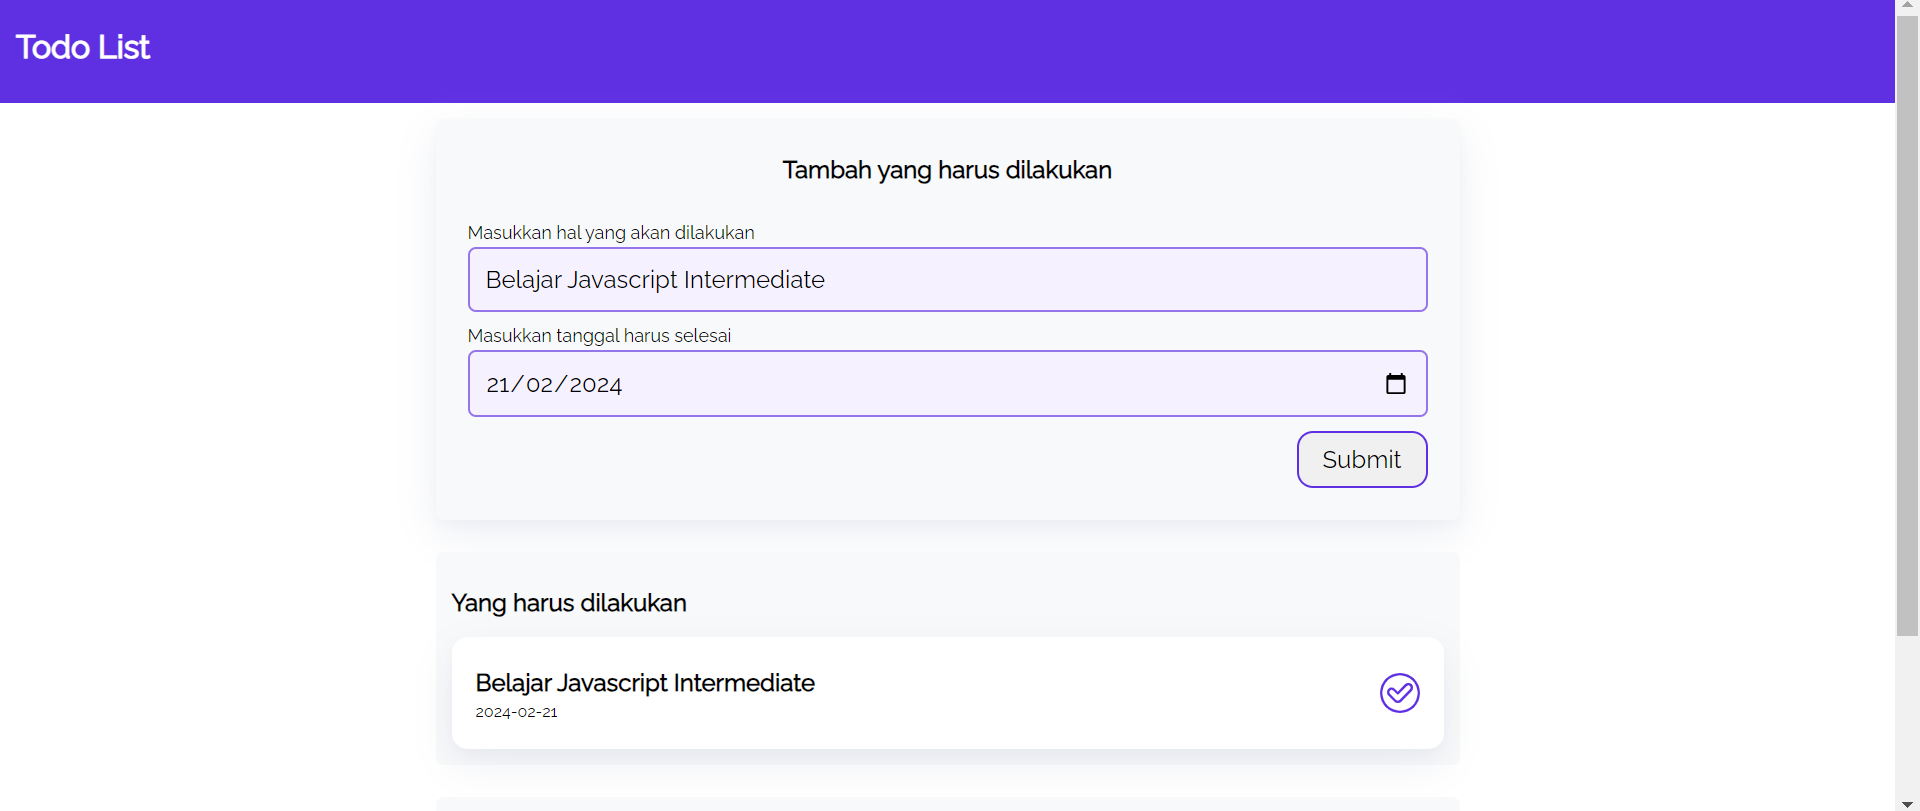 Todo List
Tambah yang harus dilakukan
Masukkan hal yang akan dilakukan
Belajar Javascript Intermediate
Masukkan tanggal harus selesai
21/02/2024
Submit
Yang harus dilakukan
Belajar Javascript Intermediate
2024-02-21